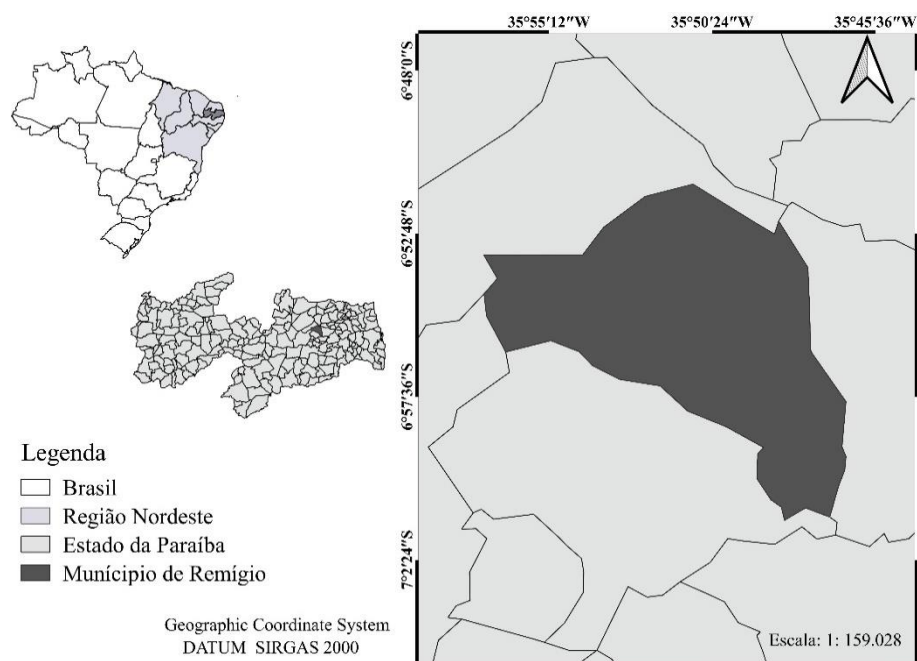 35°55'12"W
35°50'24"W
35°45'36"W
6°48'0"S
6°52'48"S
6°57'36"S
7°2'24"S
Legenda
Brasil
Região Nordeste
Estado da Paraíba
Munícipio de Remígio
Geographic Coordinate System
DATUM SIRGAS 2000
Escala: 1: 159.028